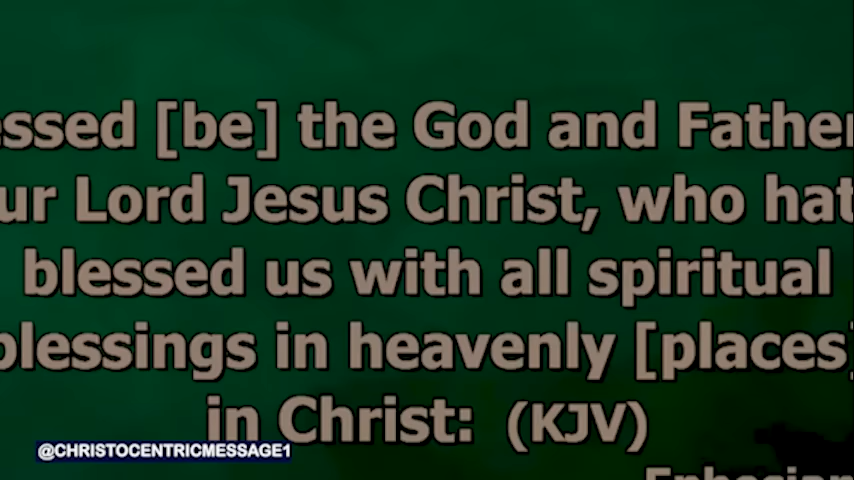 essed [be] the God and Father
ur Lord Jesus Christ, who hat
blessed us with all spiritual
blessings in heavenly [places]
in Christ: (KJV)
@CHRISTOCENTRICMESSAGE1
Ephesian